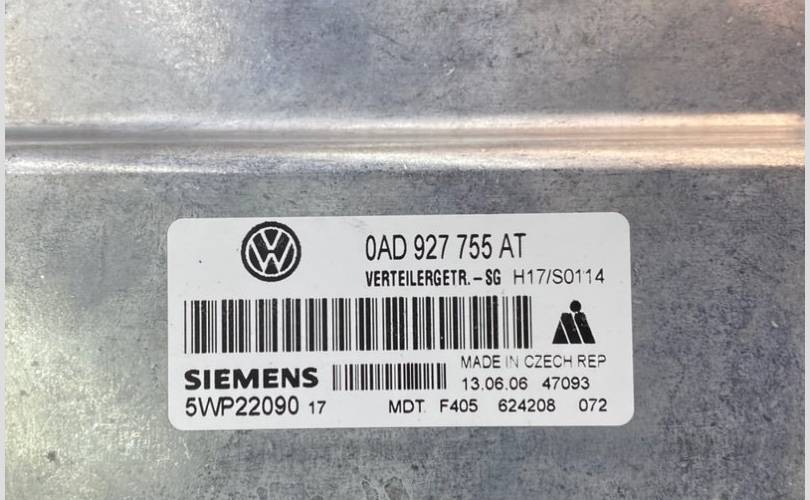 0AD 927 755 AT
VERTEILERGETR.-SG H17/S0114
MADE IN CZECH REP
SIEMENS 13.06.06 47093
5WP22090 17 MDT F405 624208 072